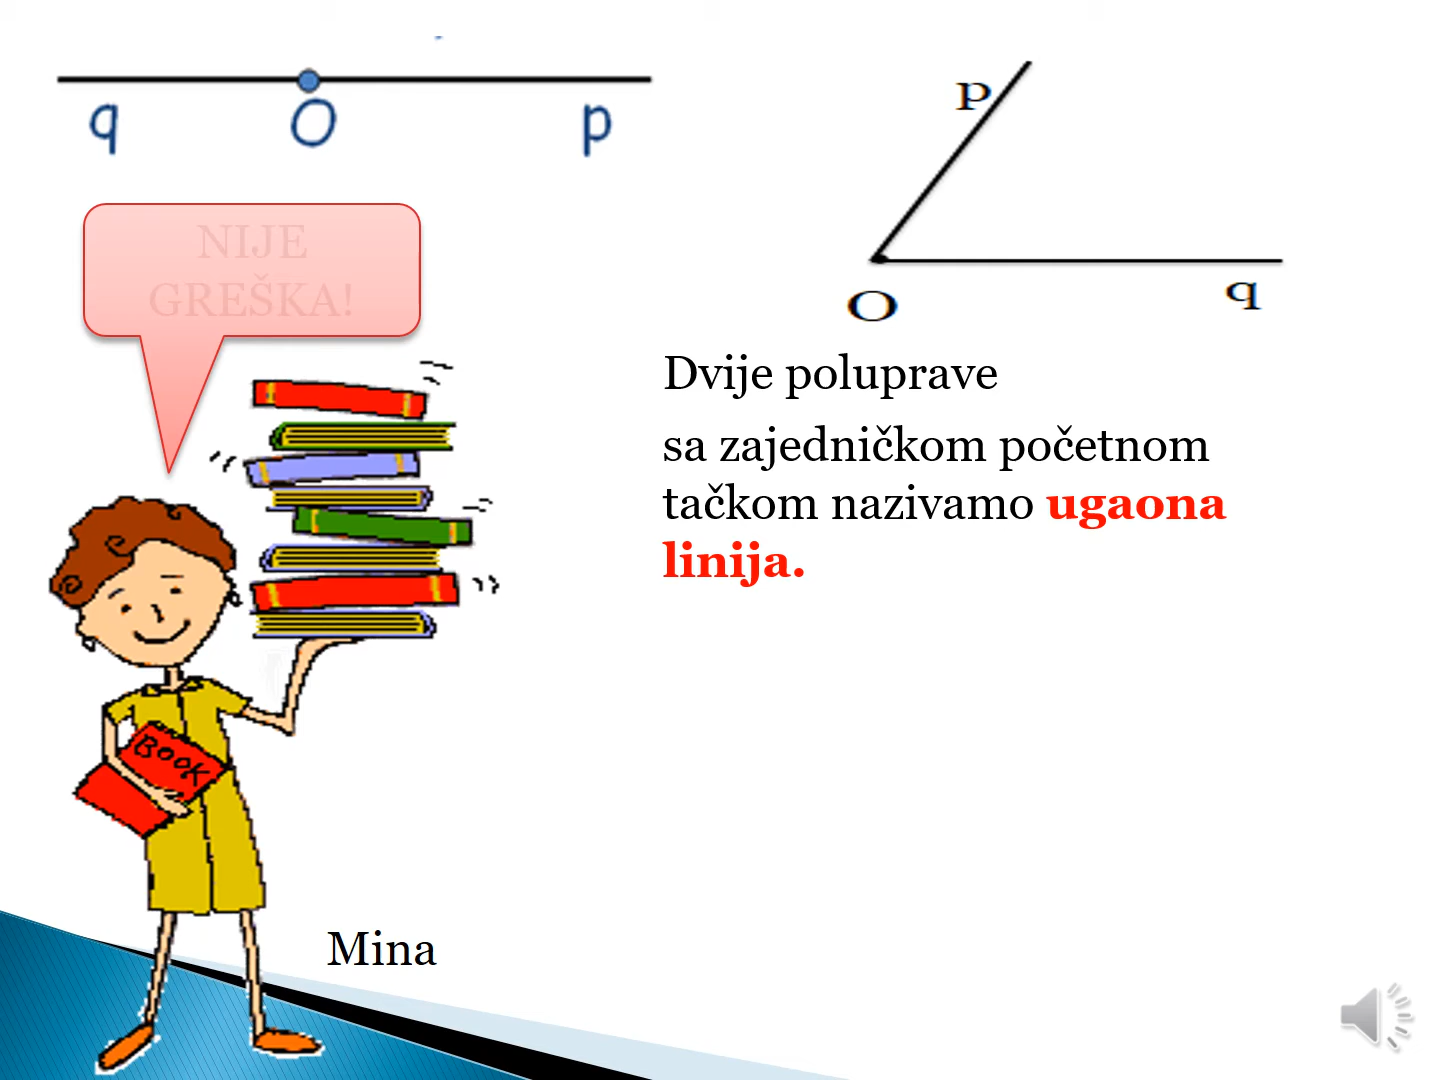 q O p
p
O q
NIJE
GREŠKA!
Dvije poluprave
sa zajedničkom početnom
tačkom nazivamo ugaona
linija.
BOOK
Mina